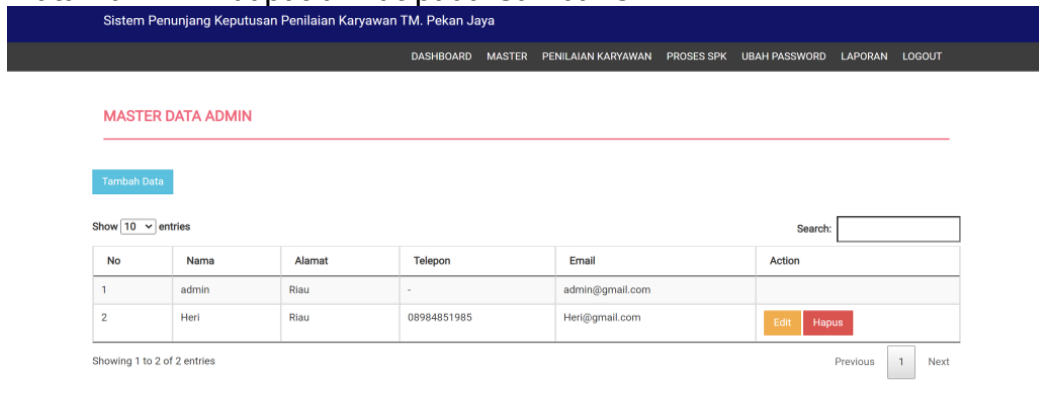 Sistem Penunjang Keputusan Penilaian Karyawan TM. Pekan Jaya
DASHBOARD MASTER PENILAIAN KARYAWAN PROSES SPK UBAH PASSWORD LAPORAN LOGOUT
MASTER DATA ADMIN
Tambah Data
Show 10 entries Search:
No Nama Alamat Telepon Email Action
1 admin Riau - admin@gmail.com
2 Heri Riau 08984851985 Heri@gmail.com Edit Hapus
Showing 1 to 2 of 2 entries Previous 1 Next